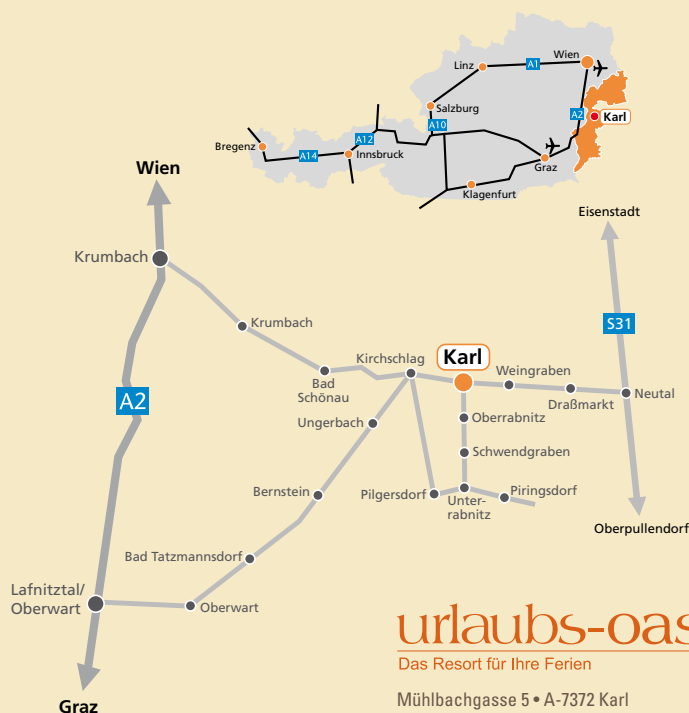 Wien
Linz
A1
Salzburg
A2
Karl
A10
A12
Bregenz
A14
Innsbruck
Graz
Klagenfurt
Wien
Eisenstadt
Krumbach
Krumbach
S31
Kirchschlag
Karl
Weingraben
Bad
Schönau
Neutal
Draßmarkt
A2
Ungerbach
Oberrabnitz
Schwendgraben
Bernstein
Pilgersdorf
Unter-
rabnitz
Piringsdorf
Oberpullendorf
Bad Tatzmannsdorf
Lafnitztal/
Oberwart
Oberwart
Graz
urlaubs-oas
Das Resort für Ihre Ferien
Mühlbachgasse 5 • A-7372 Karl